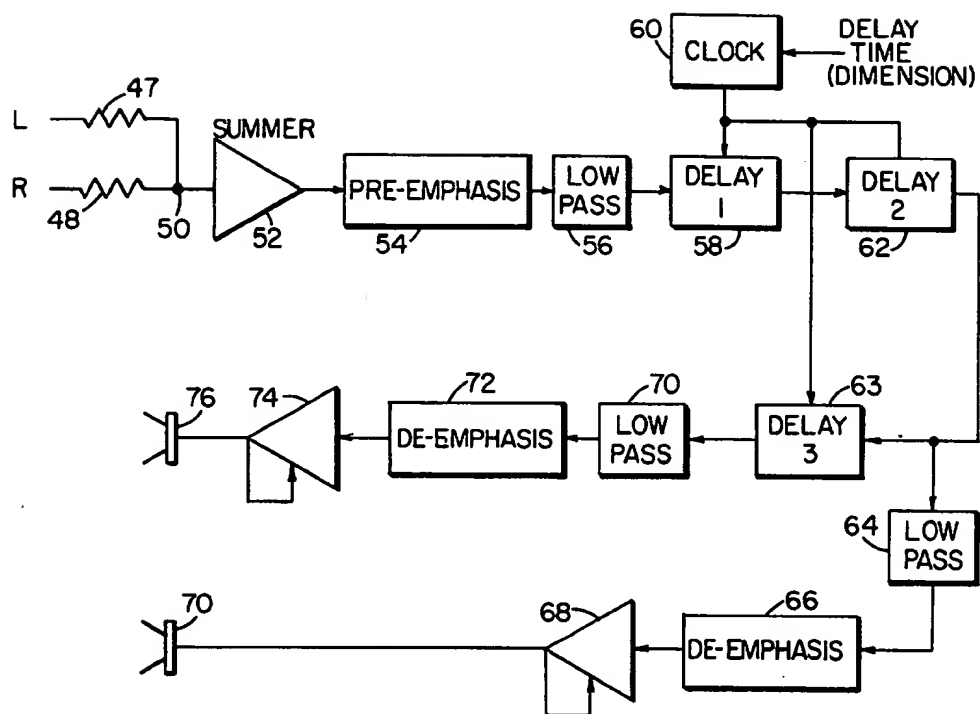 60
CLOCK
DELAY
TIME
(DIMENSION)
47
L
SUMMER
R
48
50
52
PRE-EMPHASIS
54
LOW
PASS
56
DELAY
1
58
DELAY
2
62
76
74
72
DE-EMPHASIS
70
LOW
PASS
63
DELAY
3
64
LOW
PASS
70
68
66
DE-EMPHASIS